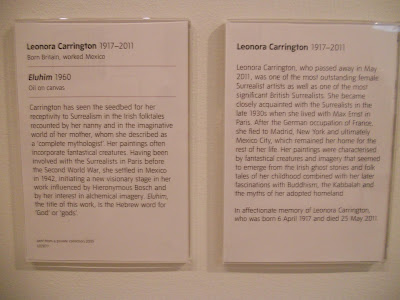 Leonora Carrington 1917–2011
Born Britain, worked Mexico
Eluhim 1960
Oil on canvas
Carrington has seen the seedbed for her
receptivity to Surrealism in the Irish folktales
recounted by her nanny and in the imaginative
world of her mother, whom she described as
a 'complete mythologist'. Her paintings often
incorporate fantastical creatures. Having been
involved with the Surrealists in Paris before
the Second World War, she settled in Mexico
in 1942, initiating a new visionary stage in her
work influenced by Hieronymous Bosch and
by her interest in alchemical imagery. Eluhim,
the title of this work, is the Hebrew word for
'God' or 'gods'.
Leonora Carrington 1917–2011
Leonora Carrington, who passed away in May
2011, was one of the most outstanding female
Surrealist artists as well as one of the most
significant British Surrealists. She became
closely acquainted with the Surrealists in the
late 1930s when she lived with Max Ernst in
Paris. After the German occupation of France,
she fled to Madrid, New York and ultimately
Mexico City, which remained her home for the
rest of her life. Her paintings were characterised
by fantastical creatures and imagery that seemed
to emerge from the Irish ghost stories and folk
tales of her childhood combined with her later
fascinations with Buddhism, the Kabbalah and
the myths of her adopted homeland.
In affectionate memory of Leonora Carrington,
who was born 6 April 1917 and died 25 May 2011.